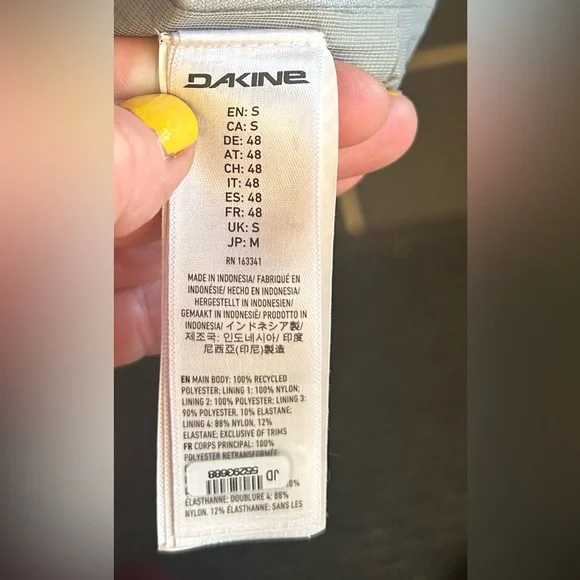 DAKINE
EN: S
CA: S
DE: 48
AT: 48
CH: 48
IT: 48
ES: 48
FR: 48
UK: S
JP: M
RN 163341
MADE IN INDONESIA/ FABRIQUÉ EN
INDONÉSIE/ HECHO EN INDONESIA/
HERGESTELLT IN INDONESIEN/
GEMAAKT IN INDONESIË/ PRODOTTO IN
INDONESIA/ インドネシア製/
제조국: 인도네시아/ 印度
尼西亞(印尼)製造
EN MAIN BODY: 100% RECYCLED
POLYESTER; LINING 1: 100% NYLON;
LINING 2: 100% POLYESTER; LINING 3:
90% POLYESTER, 10% ELASTANE;
LINING 4: 88% NYLON, 12%
ELASTANE; EXCLUSIVE OF TRIMS
FR CORPS PRINCIPAL: 100%
POLYESTER RETRANSFORMÉE;
JD 55293688
ÉLASTHANNE; DOUBLURE 4: 88%
NYLON, 12% ÉLASTHANNE; SANS LES